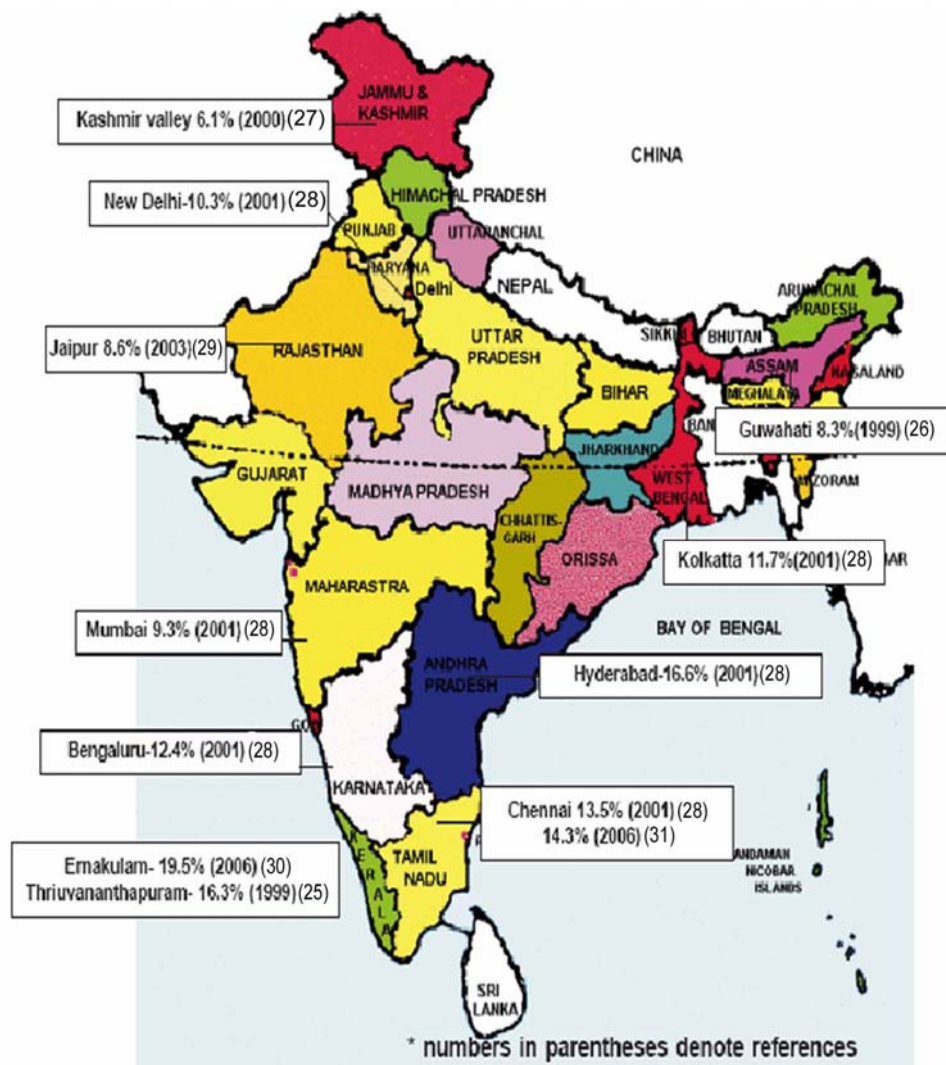 JAMMU &
KASHMIR
Kashmir valley 6.1% (2000)(27)
CHINA
HIMACHAL PRADESH
New Delhi-10.3% (2001) (28)
PUNJAB
UTTARANCHAL
HARYANA
Delhi
NEPAL
ARUNACHAL
PRADESH
SIKKIM
BHUTAN
UTTAR
PRADESH
Jaipur 8.6% (2003)(29)
RAJASTHAN
ASSAM
NAGALAND
BIHAR
MEGHALAYA
BAN
Guwahati 8.3%(1999)(26)
JHARKHAND
GUJARAT
WEST
BENGAL
MIZORAM
MADHYA PRADESH
CHHATTIS-
GARH
ORISSA
Kolkatta 11.7%(2001)(28)
MAR
MAHARASTRA
Mumbai 9.3% (2001) (28)
BAY OF BENGAL
ANDHRA
PRADESH
Hyderabad-16.6% (2001)(28)
Bengaluru-12.4% (2001) (28)
KARNATAKA
Chennai 13.5% (2001) (28)
14.3% (2006) (31)
KERALA
TAMIL
NADU
Ernakulam- 19.5% (2006)(30)
Thriuvananthapuram- 16.3% (1999)(25)
ANDAMAN
NICOBAR
ISLANDS
SRI
LANKA
* numbers in parentheses denote references